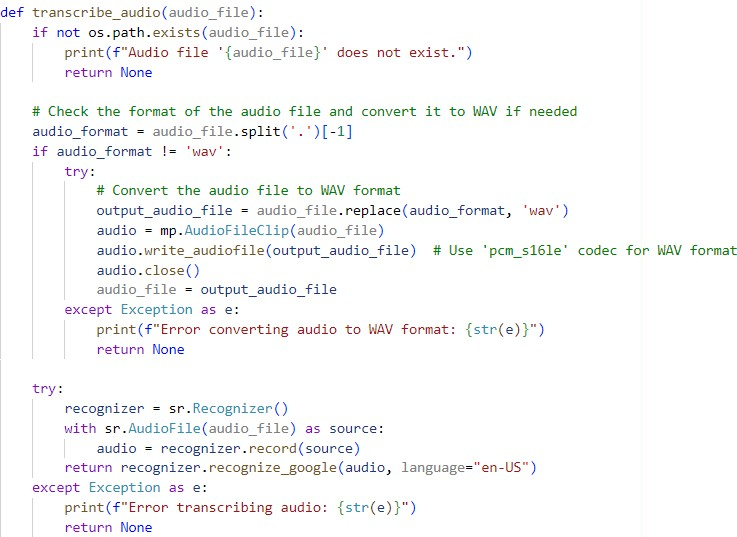 def transcribe_audio(audio_file):
    if not os.path.exists(audio_file):
        print(f"Audio file '{audio_file}' does not exist.")
        return None

    # Check the format of the audio file and convert it to WAV if needed
    audio_format = audio_file.split('.')[-1]
    if audio_format != 'wav':
        try:
            # Convert the audio file to WAV format
            output_audio_file = audio_file.replace(audio_format, 'wav')
            audio = mp.AudioFileClip(audio_file)
            audio.write_audiofile(output_audio_file)  # Use 'pcm_s16le' codec for WAV format
            audio.close()
            audio_file = output_audio_file
        except Exception as e:
            print(f"Error converting audio to WAV format: {str(e)}")
            return None

    try:
        recognizer = sr.Recognizer()
        with sr.AudioFile(audio_file) as source:
            audio = recognizer.record(source)
        return recognizer.recognize_google(audio, language="en-US")
    except Exception as e:
        print(f"Error transcribing audio: {str(e)}")
        return None